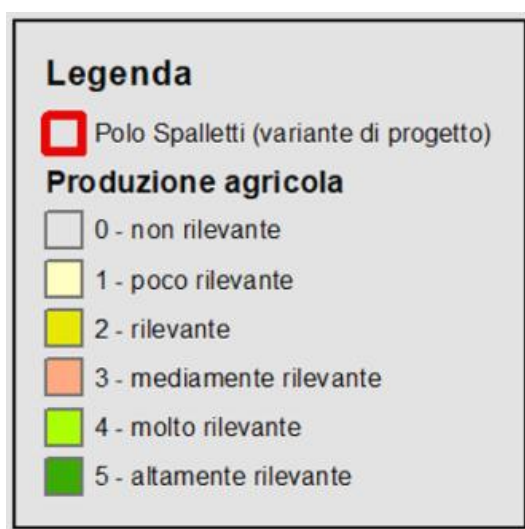 Legenda
Polo Spalletti (variante di progetto)
Produzione agricola
0 - non rilevante
1 - poco rilevante
2 - rilevante
3 - mediamente rilevante
4 - molto rilevante
5 - altamente rilevante